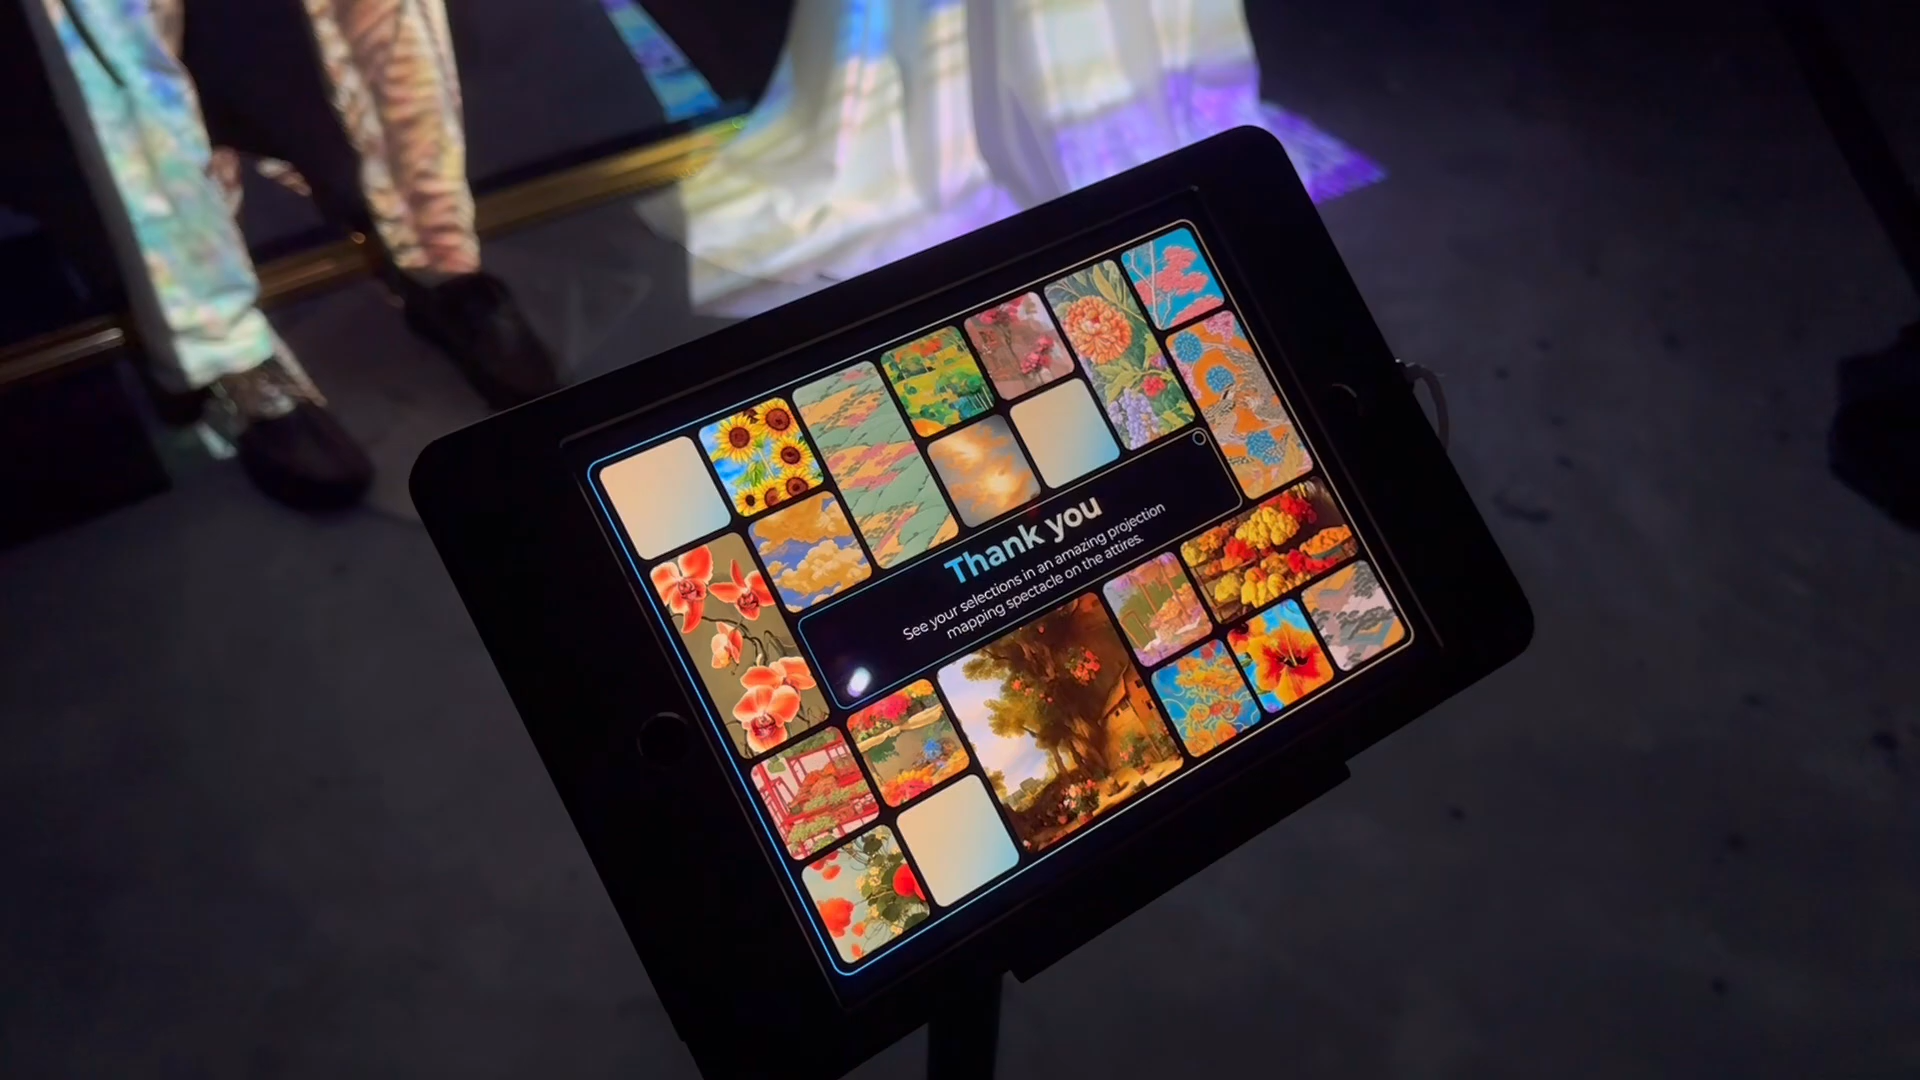 Thank you
See your selections in an amazing projection
mapping spectacle on the attires.